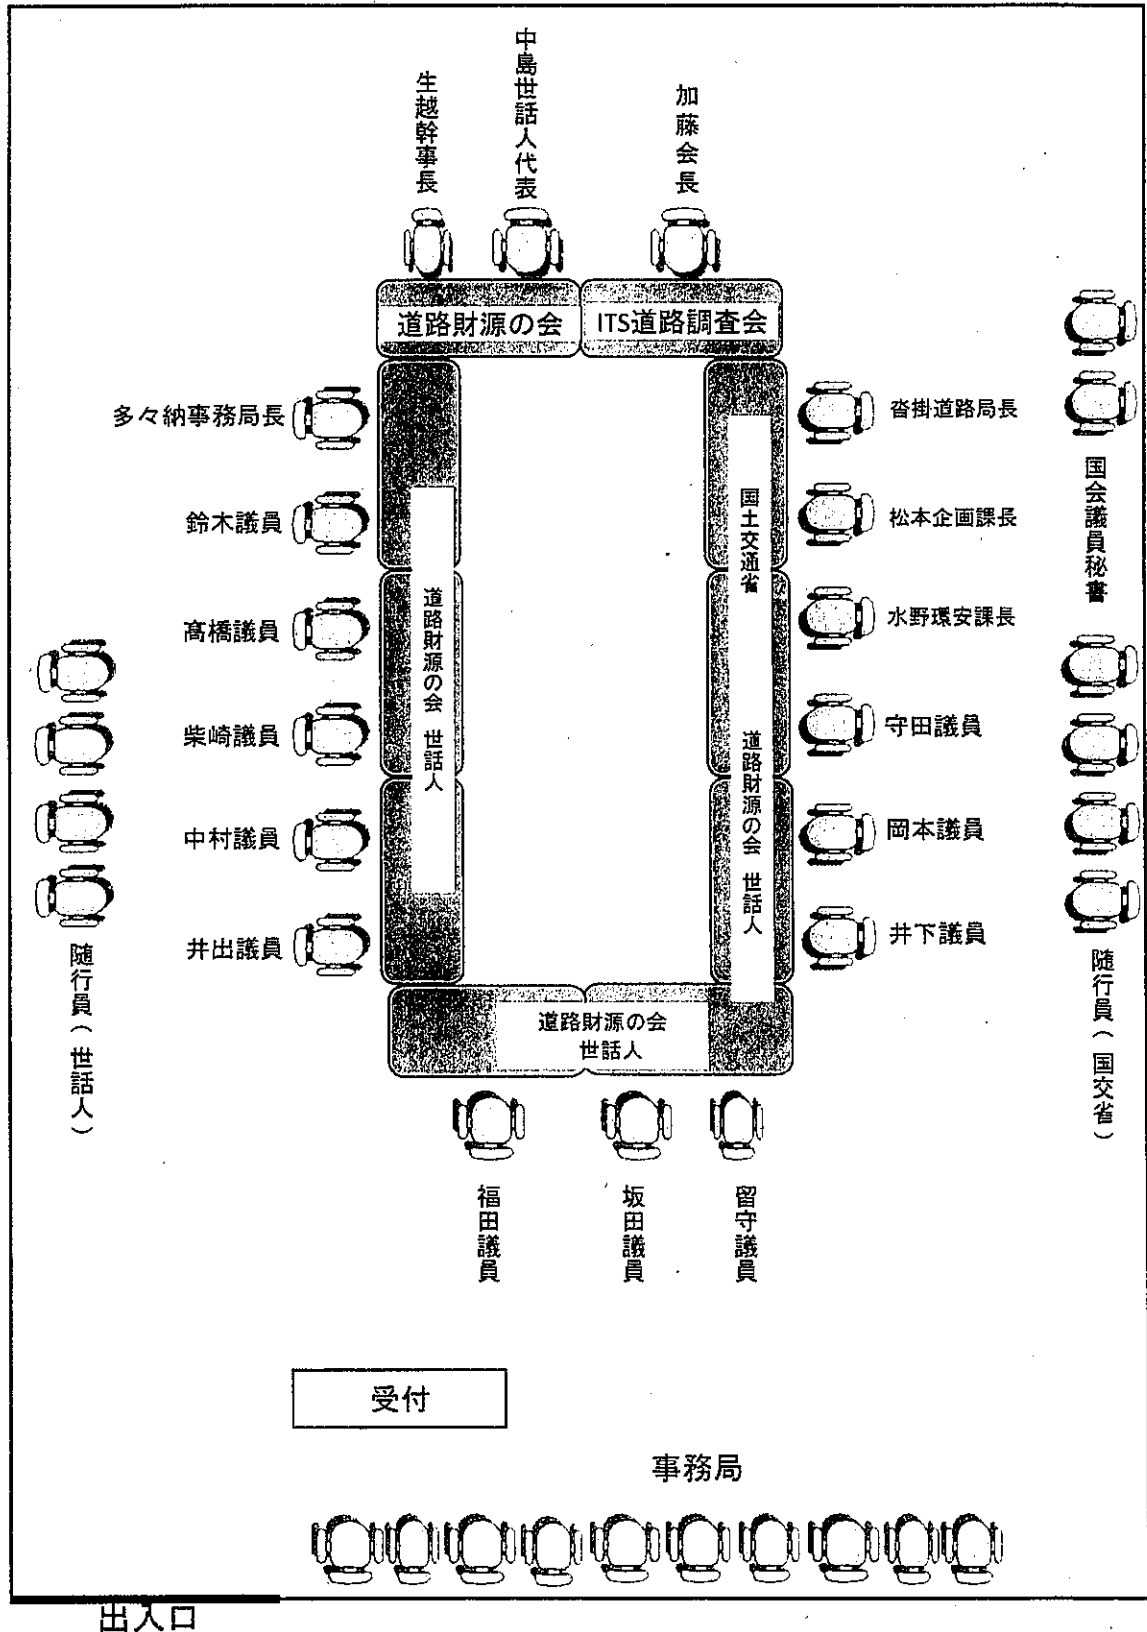 生越幹事長
中島世話人代表
加藤会長
道路財源の会
ITS道路調査会
多々納事務局長
鈴木議員
髙橋議員
柴崎議員
中村議員
井出議員
道路財源の会 世話人
国土交通省
道路財源の会 世話人
沓掛道路局長
松本企画課長
水野環安課長
守田議員
岡本議員
井下議員
国会議員秘書
随行員(世話人)
随行員(国交省)
道路財源の会
世話人
福田議員
坂田議員
留守議員
受付
事務局
出入口